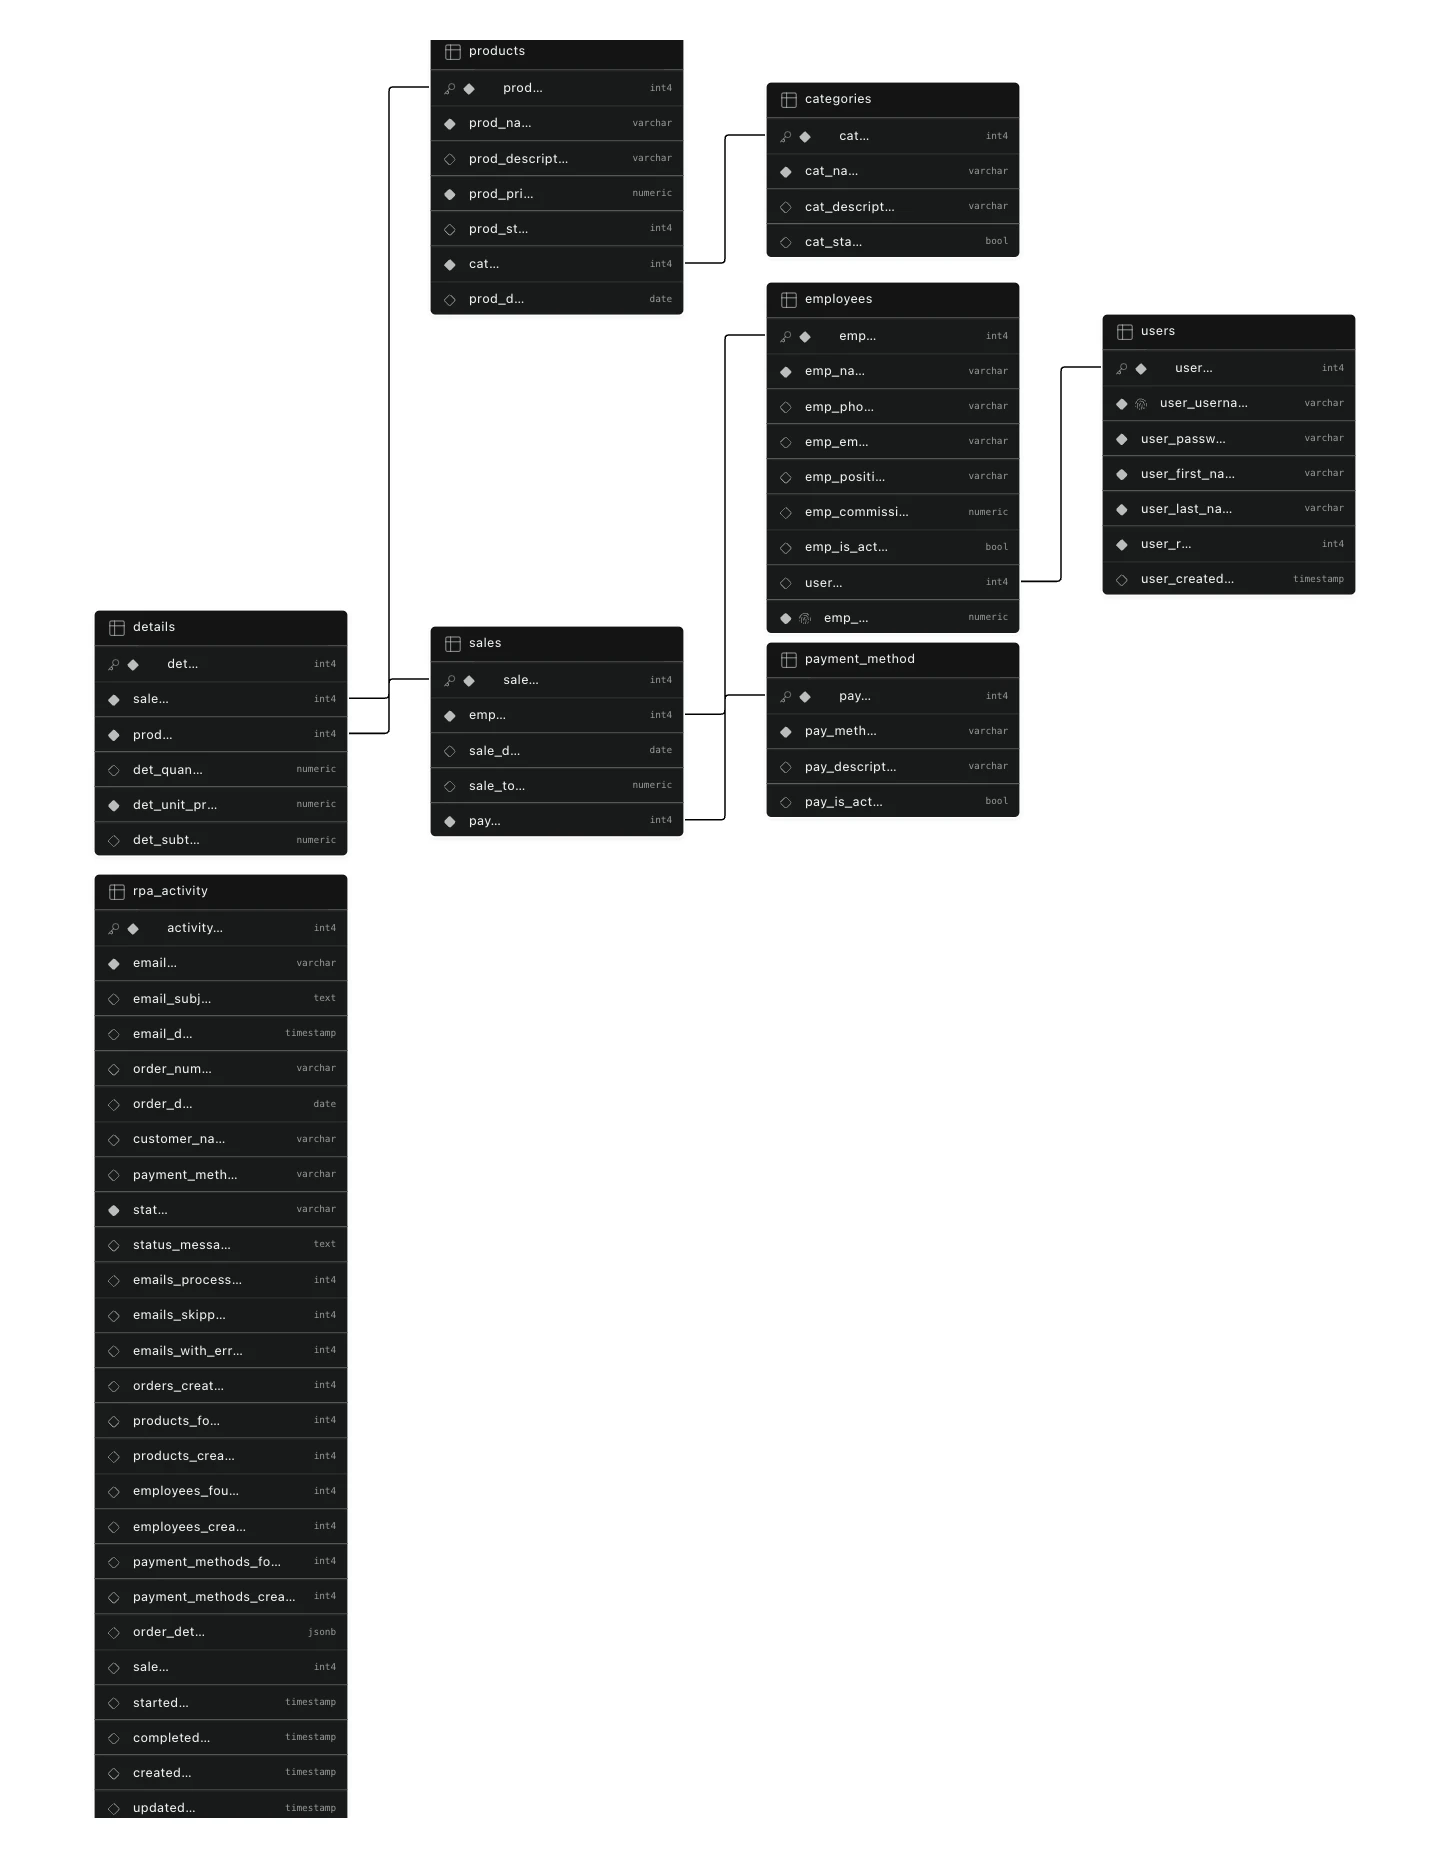 products
prod... int4
prod_na... varchar
prod_descript... varchar
prod_pri... numeric
prod_st... int4
cat... int4
prod_d... date
categories
cat... int4
cat_na... varchar
cat_descript... varchar
cat_sta... bool
employees
emp... int4
emp_na... varchar
emp_pho... varchar
emp_em... varchar
emp_positi... varchar
emp_commissi... numeric
emp_is_act... bool
user... int4
emp_... numeric
users
user... int4
user_userna... varchar
user_passw... varchar
user_first_na... varchar
user_last_na... varchar
user_r... int4
user_created... timestamp
details
det... int4
sale... int4
prod... int4
det_quan... numeric
det_unit_pr... numeric
det_subt... numeric
sales
sale... int4
emp... int4
sale_d... date
sale_to... numeric
pay... int4
payment_method
pay... int4
pay_meth... varchar
pay_descript... varchar
pay_is_act... bool
rpa_activity
activity... int4
email... varchar
email_subj... text
email_d... timestamp
order_num... varchar
order_d... date
customer_na... varchar
payment_meth... varchar
stat... varchar
status_messa... text
emails_process... int4
emails_skipp... int4
emails_with_err... int4
orders_creat... int4
products_fo... int4
products_crea... int4
employees_fou... int4
employees_crea... int4
payment_methods_fo... int4
payment_methods_crea... int4
order_det... jsonb
sale... int4
started... timestamp
completed... timestamp
created... timestamp
updated... timestamp